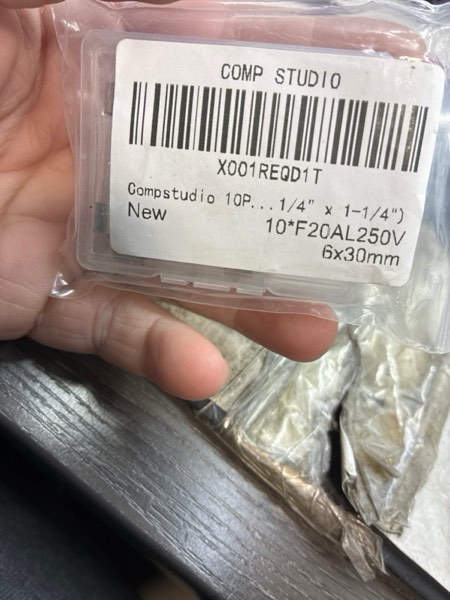 COMP STUDIO
X001REQD1T
Compstudio 10P...1/4" x 1-1/4")
New
10*F20AL250V
6x30mm